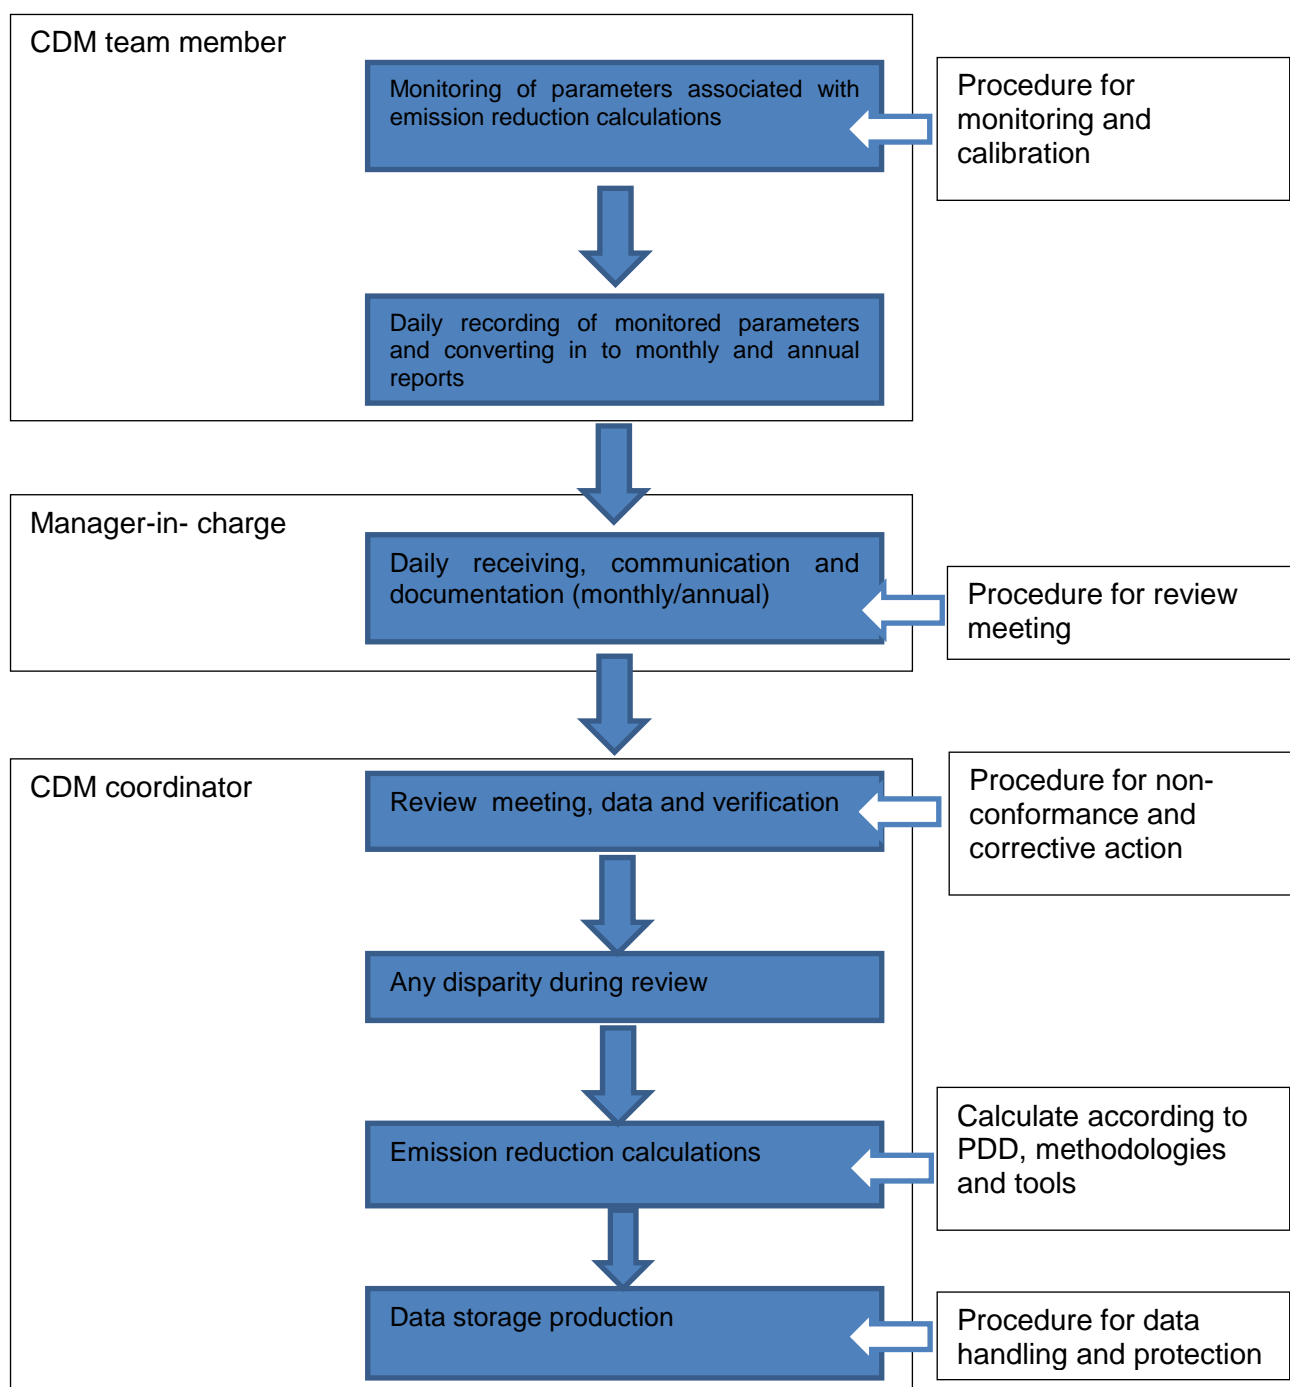 CDM team member
Monitoring of parameters associated with
emission reduction calculations
Procedure for
monitoring and
calibration
Daily recording of monitored parameters
and converting in to monthly and annual
reports
Manager-in- charge
Daily receiving, communication and
documentation (monthly/annual)
Procedure for review
meeting
CDM coordinator
Review meeting, data and verification
Procedure for non-
conformance and
corrective action
Any disparity during review
Emission reduction calculations
Calculate according to
PDD, methodologies
and tools
Data storage production
Procedure for data
handling and protection